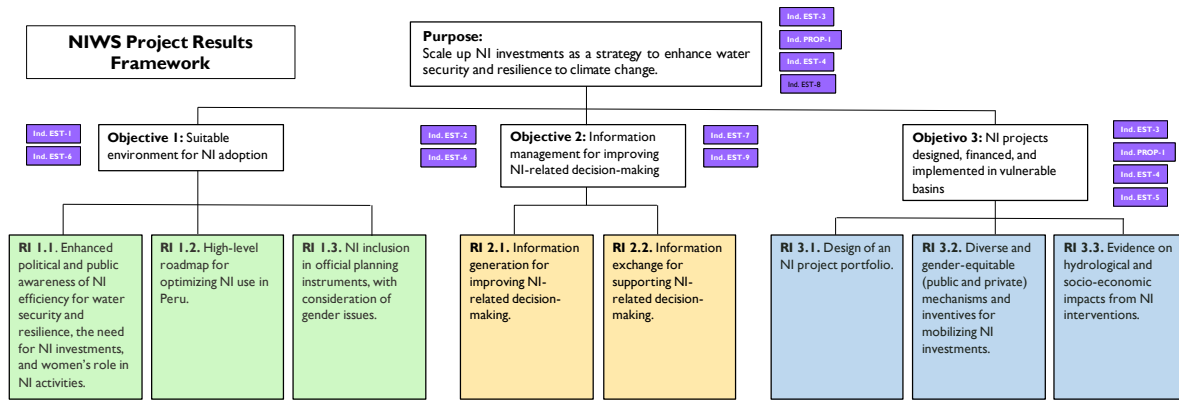 NIWS Project Results
Framework
Purpose:
Scale up NI investments as a strategy to enhance water
security and resilience to climate change.
Ind. EST-3
Ind. PROP-1
Ind. EST-4
Ind. EST-8
Ind. EST-1
Ind. EST-6
Objective 1: Suitable
environment for NI adoption
Ind. EST-2
Ind. EST-6
Objective 2: Information
management for improving
NI-related decision-making
Ind. EST-7
Ind. EST-9
Objetivo 3: NI projects
designed, financed, and
implemented in vulnerable
basins
Ind. EST-3
Ind. PROP-1
Ind. EST-4
Ind. EST-5
RI 1.1. Enhanced
political and public
awareness of NI
efficiency for water
security and
resilience, the need
for NI investments,
and women's role in
NI activities.
RI 1.2. High-level
roadmap for
optimizing NI use in
Peru.
RI 1.3. NI inclusion
in official planning
instruments, with
consideration of
gender issues.
RI 2.1. Information
generation for
improving NI-
related decision-
making.
RI 2.2. Information
exchange for
supporting NI-
related decision-
making.
RI 3.1. Design of an
NI project portfolio.
RI 3.2. Diverse and
gender-equitable
(public and private)
mechanisms and
inventives for
mobilizing NI
investments.
RI 3.3. Evidence on
hydrological and
socio-economic
impacts from NI
interventions.